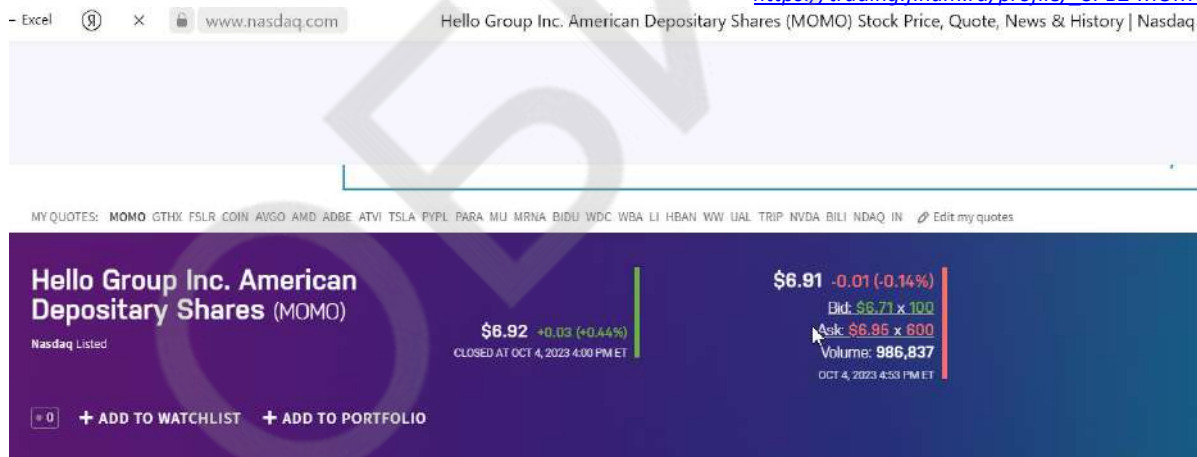 – Excel Я × www.nasdaq.com Hello Group Inc. American Depositary Shares (MOMO) Stock Price, Quote, News & History | Nasdaq
MY QUOTES: MOMO GTHX FSLR COIN AVGO AMD ADBE ATVI TSLA PYPL PARA MU MRNA BIDU WDC WBA LI HBAN WW UAL TRIP NVDA BILI NDAQ IN Edit my quotes
Hello Group Inc. American
Depositary Shares (MOMO)
Nasdaq Listed
$6.92 +0.03 (+0.44%)
CLOSED AT OCT 4, 2023 4:00 PM ET
$6.91 -0.01 (-0.14%)
Bid: $6.71 x 100
Ask: $6.95 x 600
Volume: 986,837
OCT 4, 2023 4:53 PM ET
0 + ADD TO WATCHLIST + ADD TO PORTFOLIO